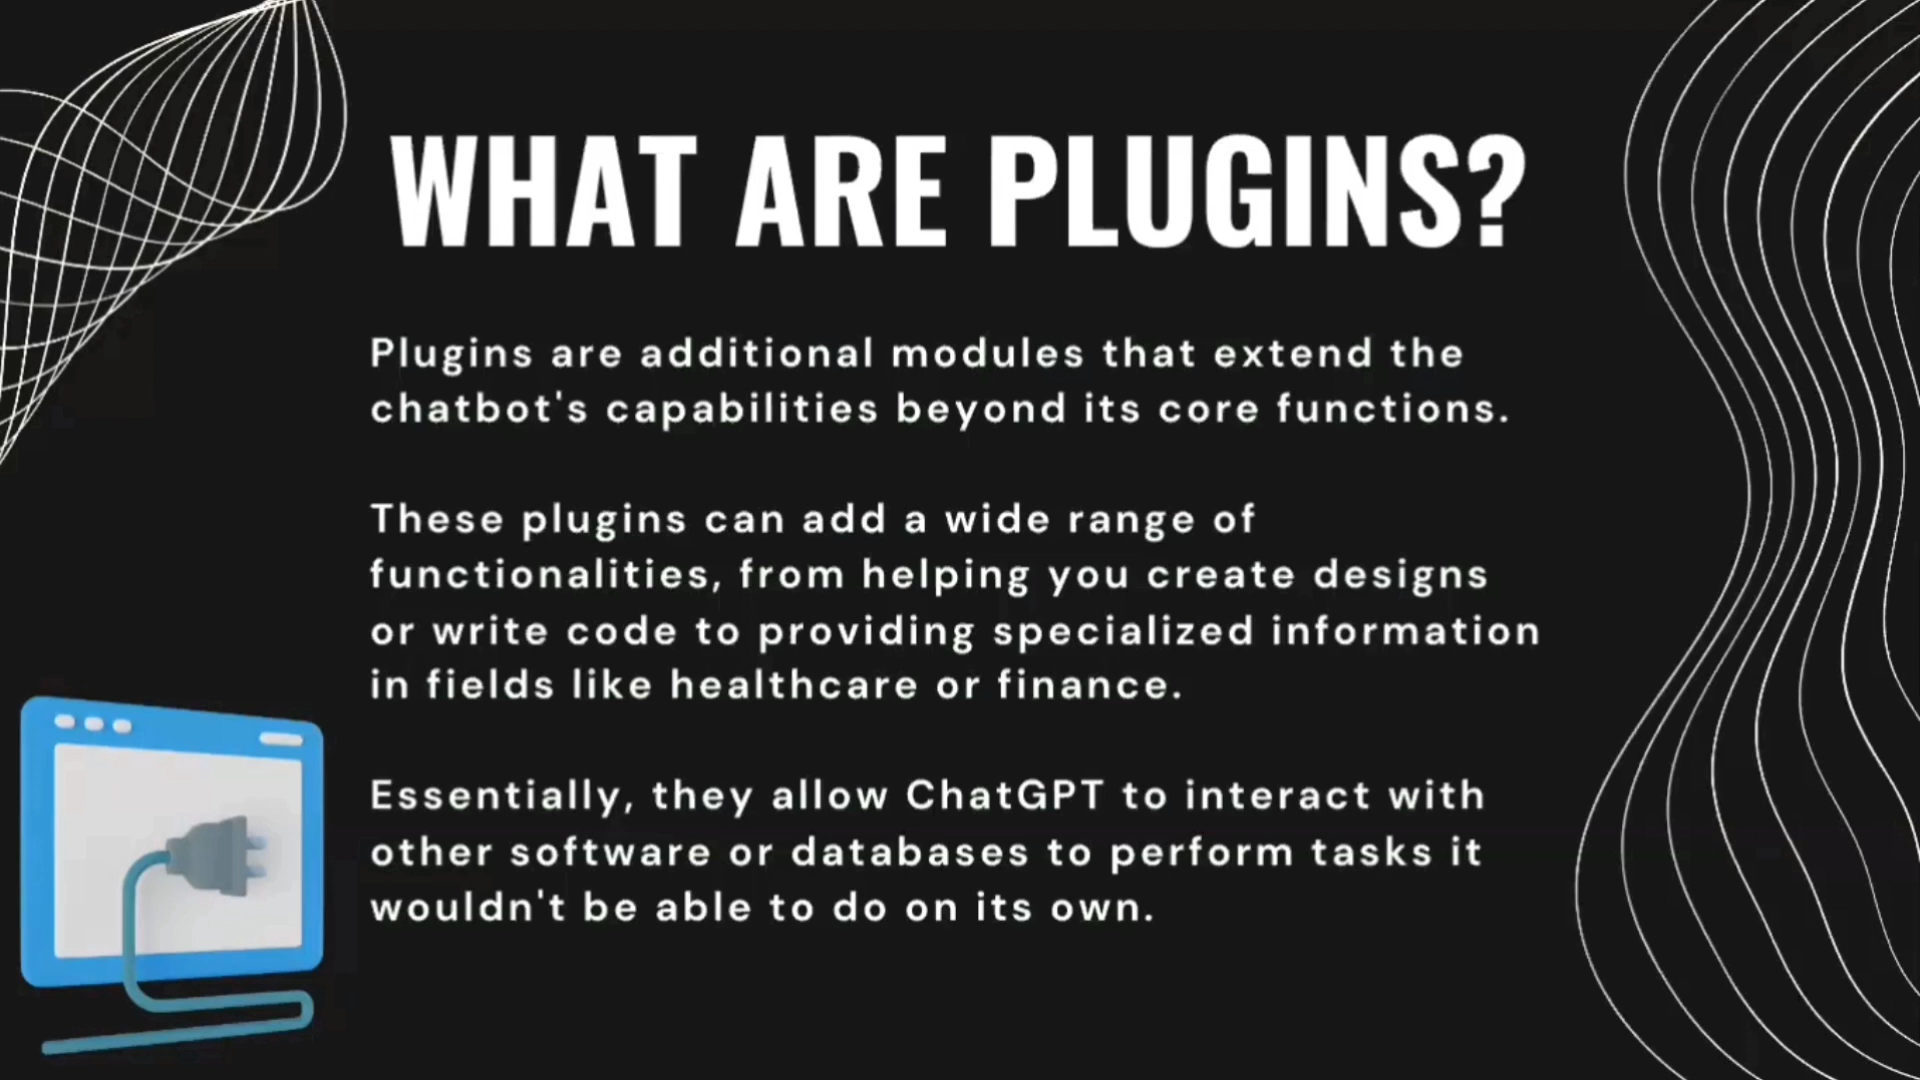 WHAT ARE PLUGINS?
Plugins are additional modules that extend the
chatbot's capabilities beyond its core functions.
These plugins can add a wide range of
functionalities, from helping you create designs
or write code to providing specialized information
in fields like healthcare or finance.
Essentially, they allow ChatGPT to interact with
other software or databases to perform tasks it
wouldn't be able to do on its own.